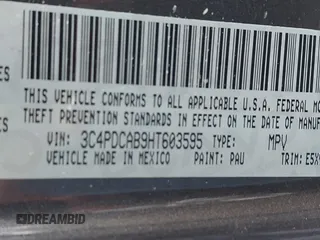 ES
THIS VEHICLE CONFORMS TO ALL APPLICABLE U.S.A. FEDERAL MO
THEFT PREVENTION STANDARDS IN EFFECT ON THE DATE OF MANUF
VIN: 3C4PDCAB9HT603595 TYPE: MPV
VEHICLE MADE IN MEXICO PAINT: PAU TRIM: E5X
DREAMBID